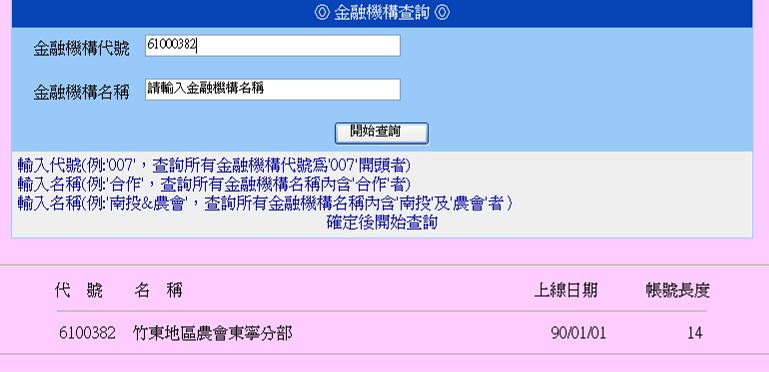 ◎ 金融機構查詢 ◎
金融機構代號 61000382
金融機構名稱 請輸入金融機構名稱
開始查詢
輸入代號(例:'007'，查詢所有金融機構代號為'007'開頭者)
輸入名稱(例:'合作'，查詢所有金融機構名稱內含'合作'者)
輸入名稱(例:'南投&農會'，查詢所有金融機構名稱內含'南投'及'農會'者）
確定後開始查詢
代 號 名 稱 上線日期 帳號長度
6100382 竹東地區農會東寧分部 90/01/01 14